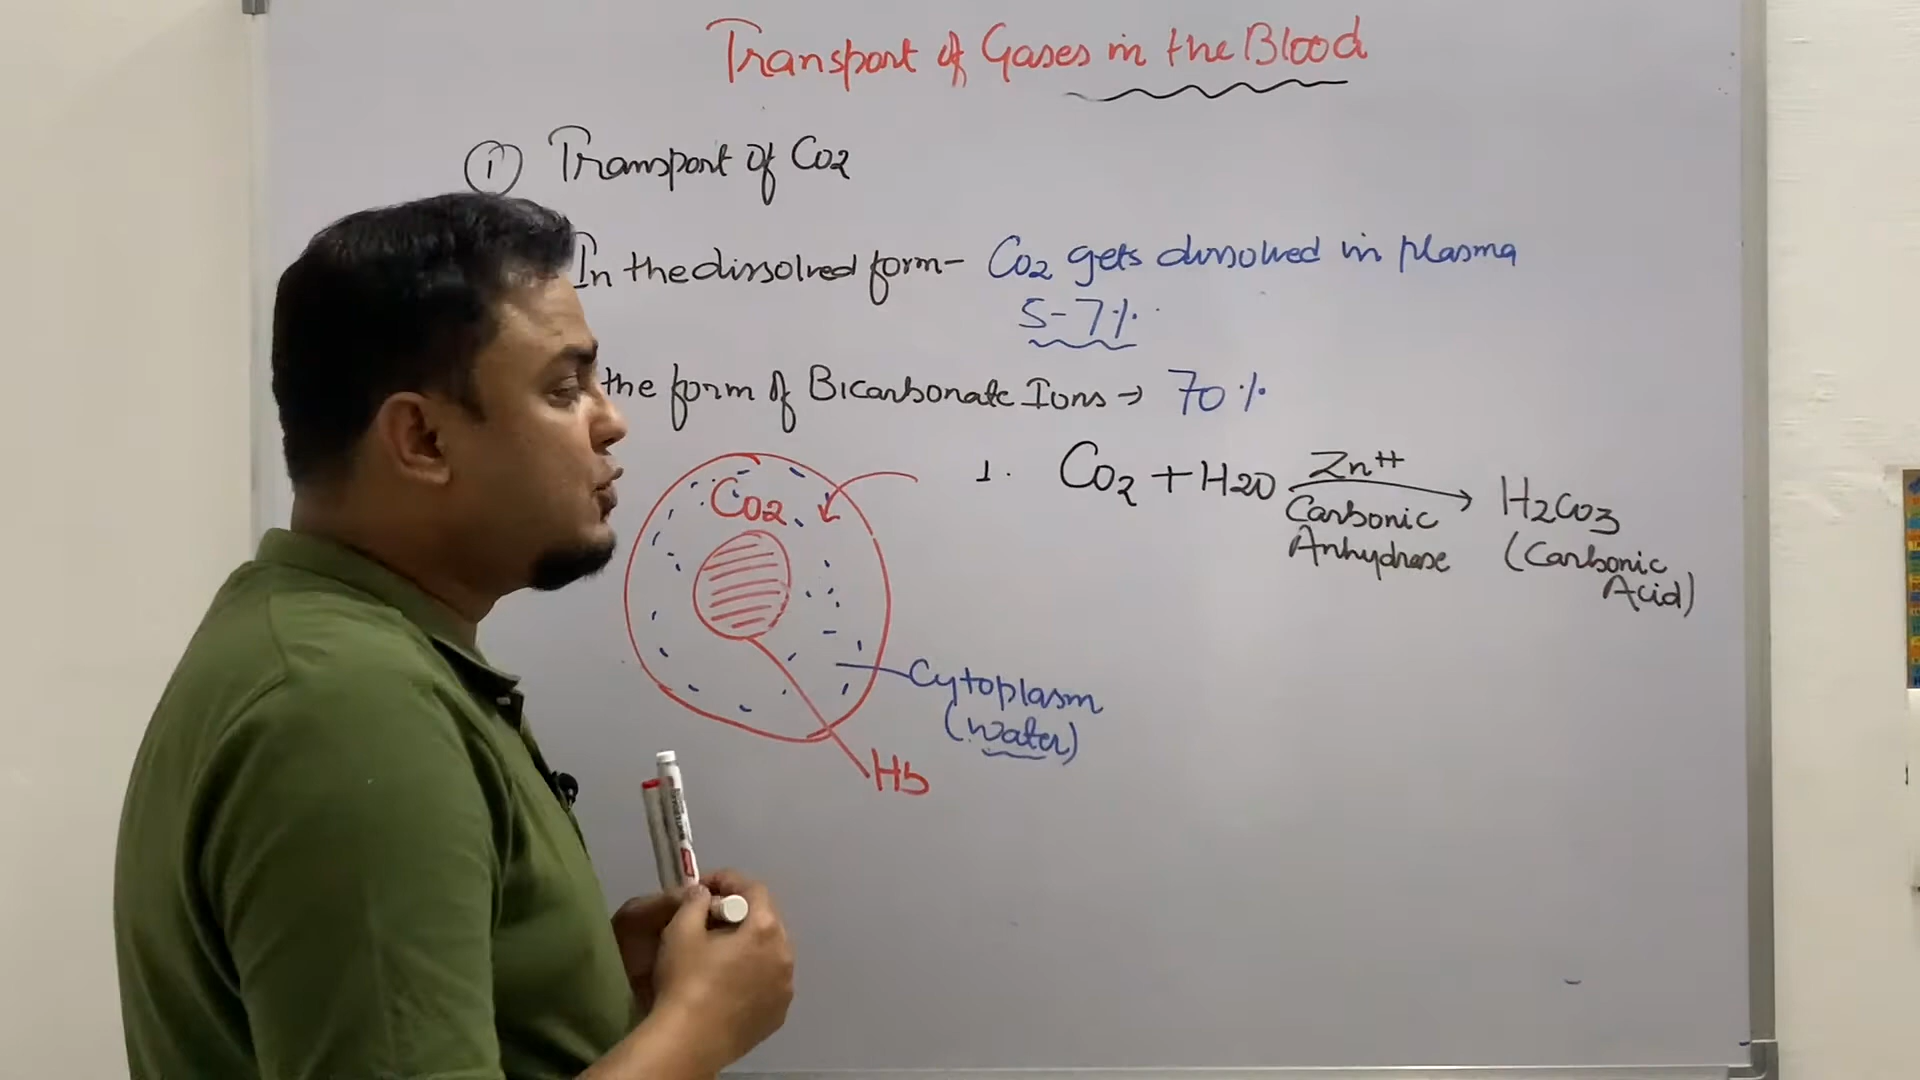 Transport of Gases in the Blood
① Transport of Co2
In the dissolved form - Co2 gets dissolved in plasma
5-7%
the form of Bicarbonate Ions → 70%
1. Co2 + H2O Zn++ → H2Co3
Carbonic
Anhydrase
(Carbonic
Acid)
Co2
Cytoplasm
(water)
Hb